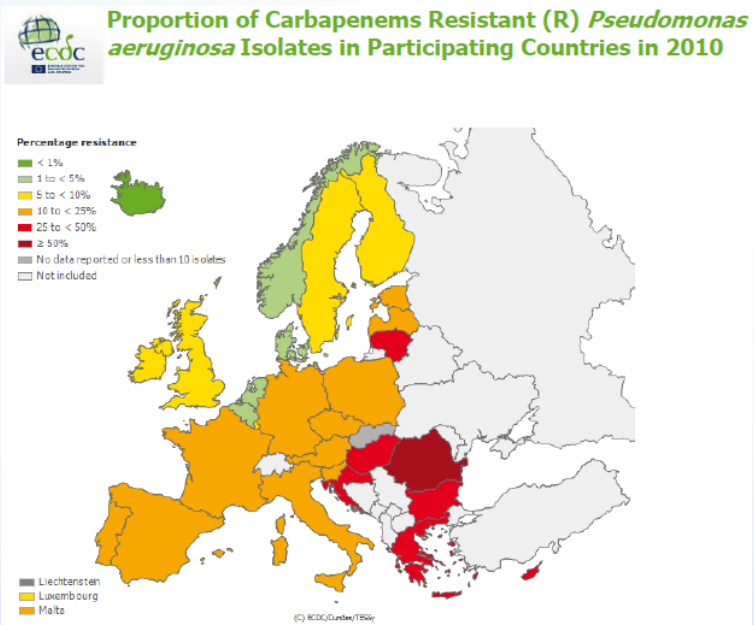 Proportion of Carbapenems Resistant (R) Pseudomonas
aeruginosa Isolates in Participating Countries in 2010
ecdc
Percentage resistance
< 1%
1 to < 5%
5 to < 10%
10 to < 25%
25 to < 50%
≥ 50%
No data reported or less than 10 isolates
Not included
Liechtenstein
Luxembourg
Malta
(C) ECDC/Dundas/TESSy